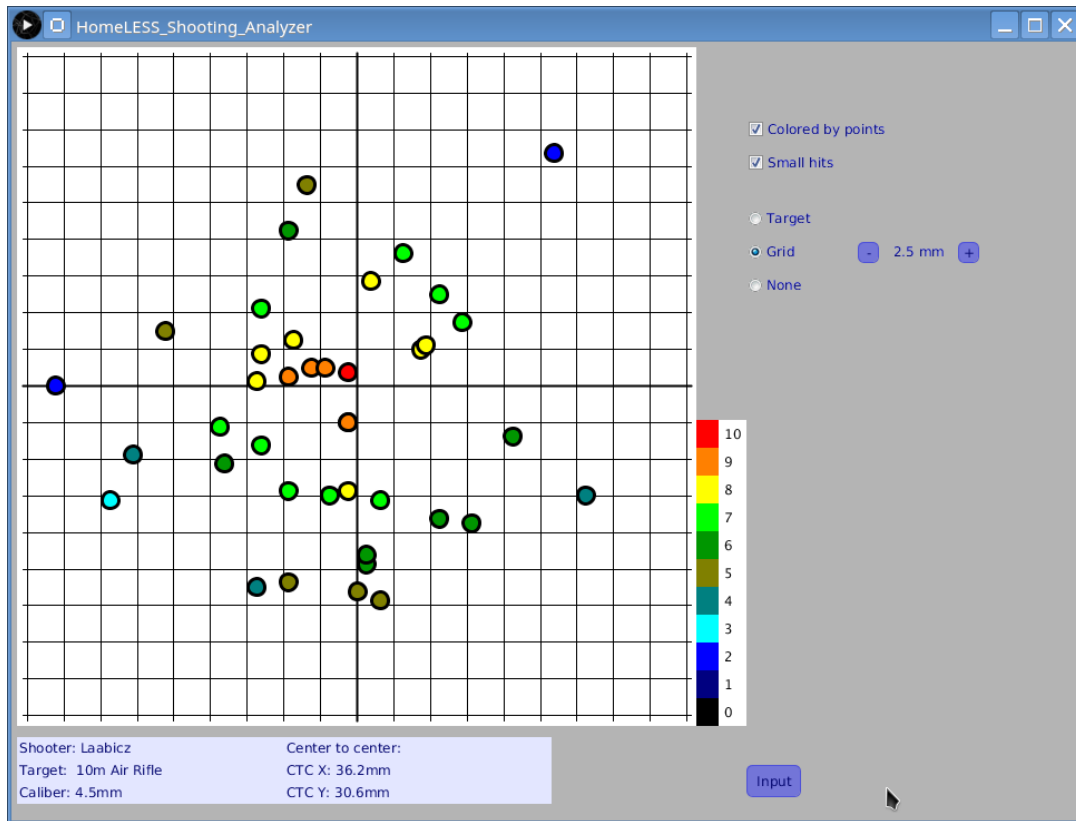 HomeLESS_Shooting_Analyzer
Colored by points
Small hits
Target
Grid - 2.5 mm +
None
10
9
8
7
6
5
4
3
2
1
0
Shooter: Laabicz Center to center:
Target: 10m Air Rifle CTC X: 36.2mm
Caliber: 4.5mm CTC Y: 30.6mm
Input